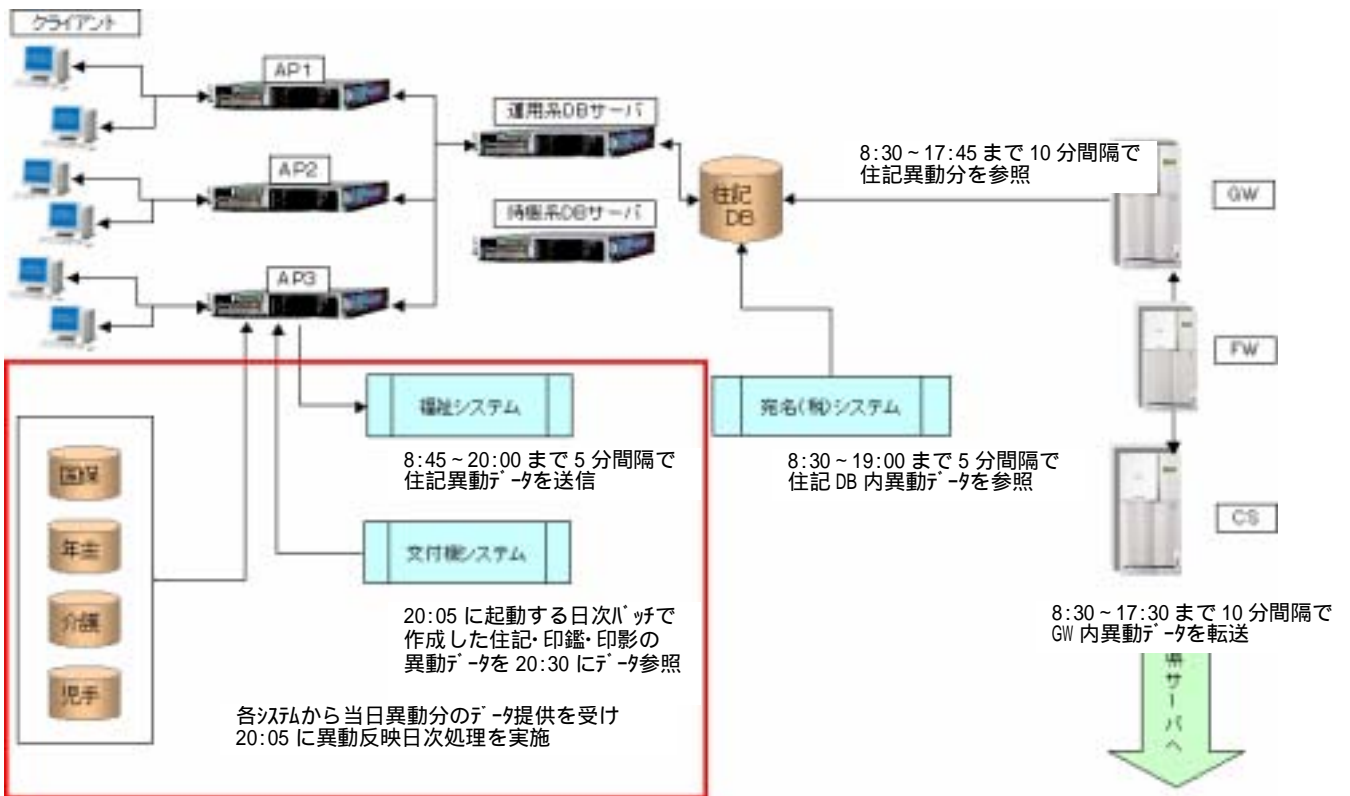 クライアント
AP1
AP2
AP3
運用系DBサーバ
待機系DBサーバ
住記
DB
8:30～17:45まで10分間隔で
住記異動分を参照
GW
FW
CS
福祉システム
8:45～20:00まで5分間隔で
住記異動ﾃﾞｰﾀを送信
宛名(税)システム
8:30～19:00まで5分間隔で
住記DB内異動ﾃﾞｰﾀを参照
国保
年金
介護
児手
交付機システム
20:05に起動する日次ﾊﾞｯﾁで
作成した住記･印鑑･印影の
異動ﾃﾞｰﾀを20:30にﾃﾞｰﾀ参照
各ｼｽﾃﾑから当日異動分のﾃﾞｰﾀ提供を受け
20:05に異動反映日次処理を実施
8:30～17:30まで10分間隔で
GW内異動ﾃﾞｰﾀを転送
県サーバへ